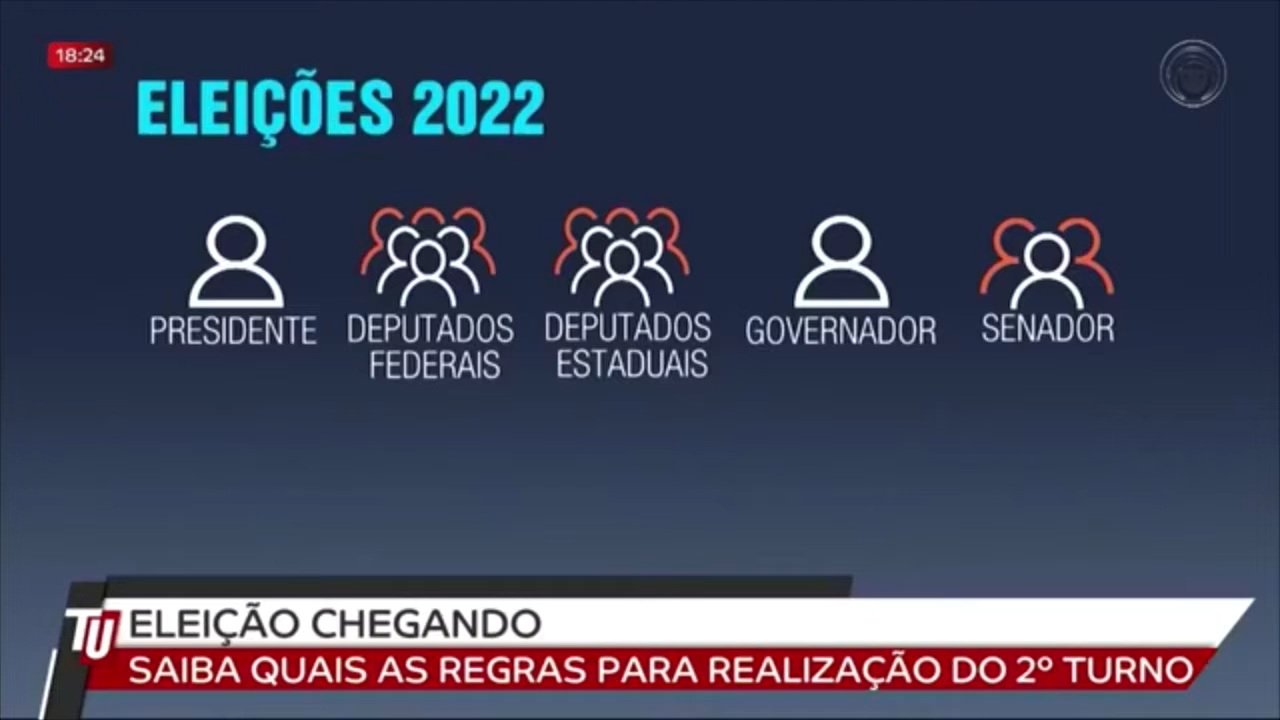 18:24
ELEIÇÕES 2022
PRESIDENTE
DEPUTADOS
FEDERAIS
DEPUTADOS
ESTADUAIS
GOVERNADOR
SENADOR
TU
ELEIÇÃO CHEGANDO
SAIBA QUAIS AS REGRAS PARA REALIZAÇÃO DO 2º TURNO